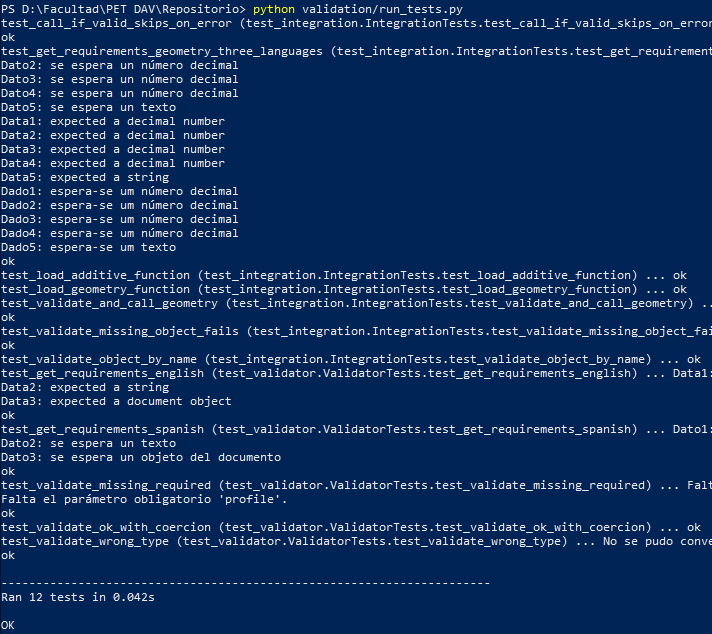 PS D:\Facultad\PET DAV\Repositorio> python validation/run_tests.py
test_call_if_valid_skips_on_error (test_integration.IntegrationTests.test_call_if_valid_skips_on_error
ok
test_get_requirements_geometry_three_languages (test_integration.IntegrationTests.test_get_requirement
Dato2: se espera un número decimal
Dato3: se espera un número decimal
Dato4: se espera un número decimal
Dato5: se espera un texto
Data1: expected a decimal number
Data2: expected a decimal number
Data3: expected a decimal number
Data4: expected a decimal number
Data5: expected a string
Dado1: espera-se um número decimal
Dado2: espera-se um número decimal
Dado3: espera-se um número decimal
Dado4: espera-se um número decimal
Dado5: espera-se um texto
ok
test_load_additive_function (test_integration.IntegrationTests.test_load_additive_function) ... ok
test_load_geometry_function (test_integration.IntegrationTests.test_load_geometry_function) ... ok
test_validate_and_call_geometry (test_integration.IntegrationTests.test_validate_and_call_geometry) ..
ok
test_validate_missing_object_fails (test_integration.IntegrationTests.test_validate_missing_object_fai
ok
test_validate_object_by_name (test_integration.IntegrationTests.test_validate_object_by_name) ... ok
test_get_requirements_english (test_validator.ValidatorTests.test_get_requirements_english) ... Data1:
Data2: expected a string
Data3: expected a document object
ok
test_get_requirements_spanish (test_validator.ValidatorTests.test_get_requirements_spanish) ... Dato1:
Dato2: se espera un texto
Dato3: se espera un objeto del documento
ok
test_validate_missing_required (test_validator.ValidatorTests.test_validate_missing_required) ... Falt
Falta el parámetro obligatorio 'profile'.
ok
test_validate_ok_with_coercion (test_validator.ValidatorTests.test_validate_ok_with_coercion) ... ok
test_validate_wrong_type (test_validator.ValidatorTests.test_validate_wrong_type) ... No se pudo conve
ok
----------------------------------------------------------------------
Ran 12 tests in 0.042s
OK